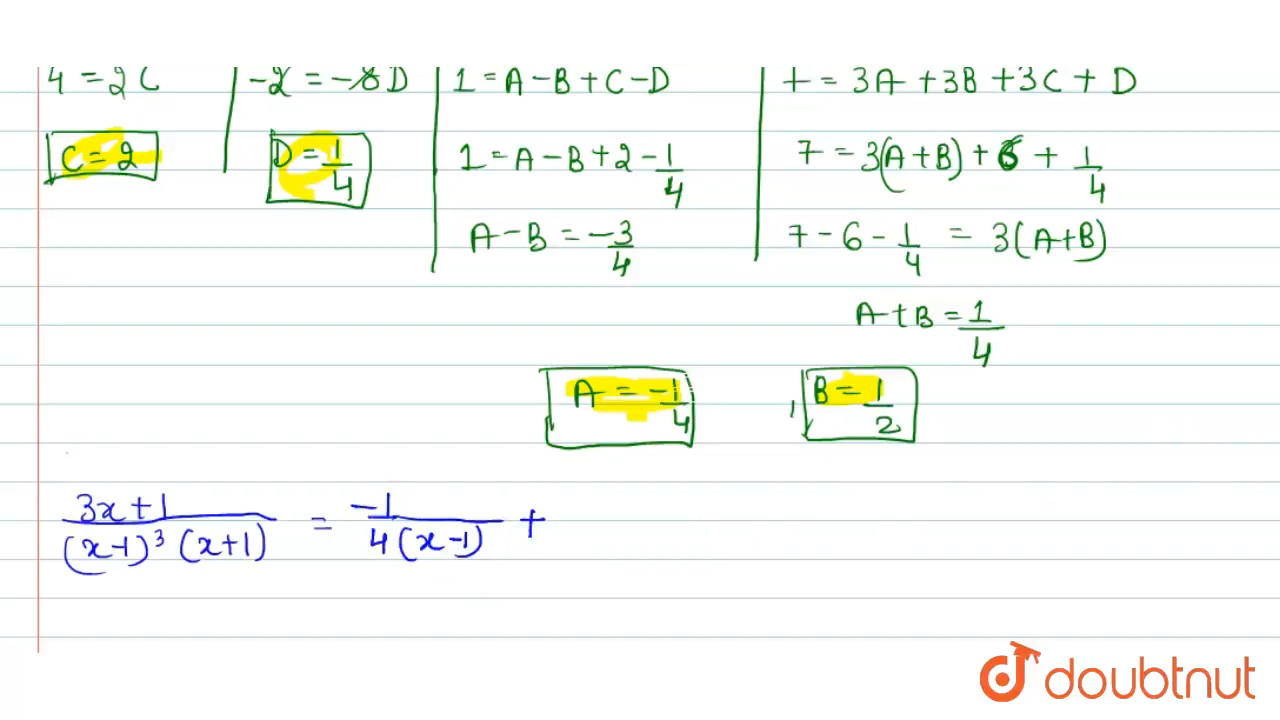 4 = 2C
-2 = -8D
1 = A - B + C - D
7 = 3A + 3B + 3C + D
C = 2
D = 1/4
1 = A - B + 2 - 1/4
7 = 3(A + B) + 6 + 1/4
A - B = -3/4
7 - 6 - 1/4 = 3(A + B)
A + B = 1/4
A = -1/4 , B = 1/2
3x + 1 / (x-1)³ (x+1) = -1 / 4(x-1) +
doubtnut